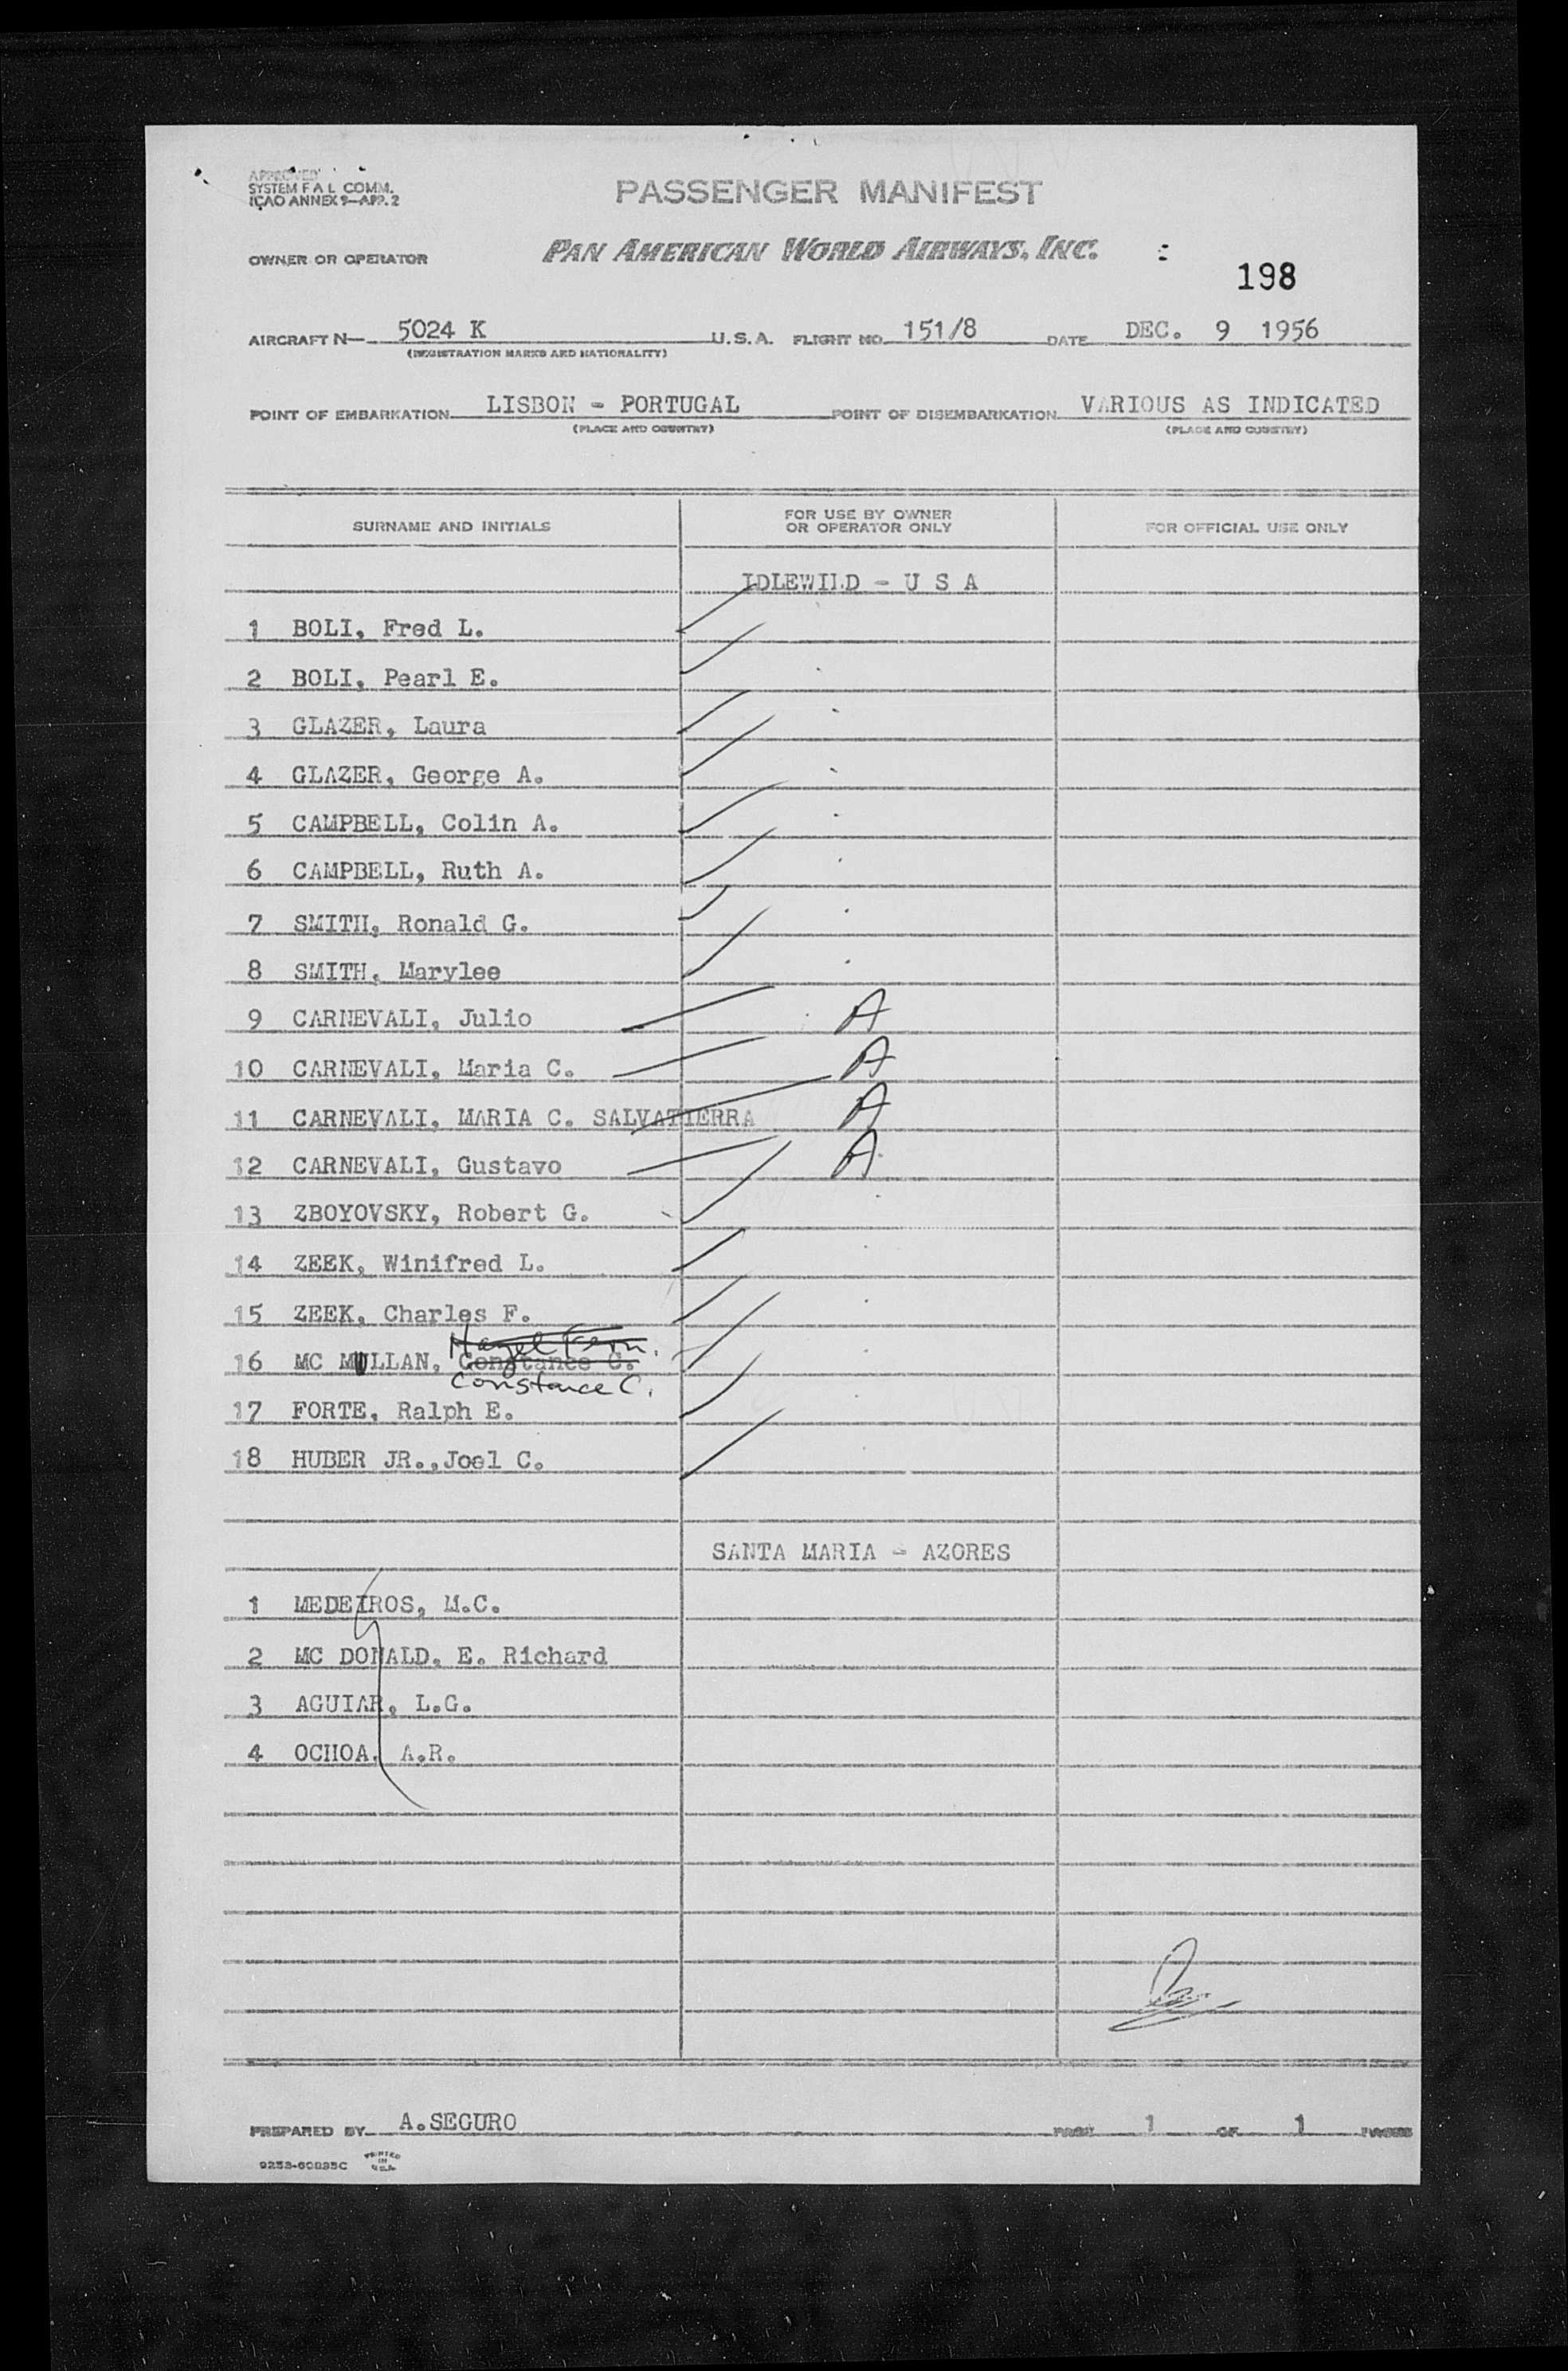 APPROVED
SYSTEM F A L COMM.
ICAO ANNEX 9—APP. 2
PASSENGER MANIFEST
OWNER OR OPERATOR PAN AMERICAN WORLD AIRWAYS, INC.
198
AIRCRAFT N— 5024 K U.S.A. FLIGHT NO. 151/8 DATE DEC. 9 1956
(REGISTRATION MARKS AND NATIONALITY)
POINT OF EMBARKATION LISBON - PORTUGAL POINT OF DISEMBARKATION VARIOUS AS INDICATED
(PLACE AND COUNTRY) (PLACE AND COUNTRY)
SURNAME AND INITIALS FOR USE BY OWNER OR OPERATOR ONLY FOR OFFICIAL USE ONLY
IDLEWILD - U S A
1 BOLI, Fred L.
2 BOLI, Pearl E.
3 GLAZER, Laura
4 GLAZER, George A.
5 CAMPBELL, Colin A.
6 CAMPBELL, Ruth A.
7 SMITH, Ronald G.
8 SMITH, Marylee
9 CARNEVALI, Julio A
10 CARNEVALI, Maria C. A
11 CARNEVALI, MARIA C. SALVATIERRA A
12 CARNEVALI, Gustavo A
13 ZBOYOVSKY, Robert G.
14 ZEEK, Winifred L.
15 ZEEK, Charles F.
Hazel Fern.
16 MC MULLAN, Constance C.
Constance C.
17 FORTE, Ralph E.
18 HUBER JR.,Joel C.
SANTA MARIA - AZORES
1 MEDEIROS, M.C.
2 MC DONALD, E. Richard
3 AGUIAR, L.G.
4 OCHOA, A.R.
PREPARED BY A.SEGURO PAGE 1 OF 1 PAGES
PRINTED
IN
U.S.A.